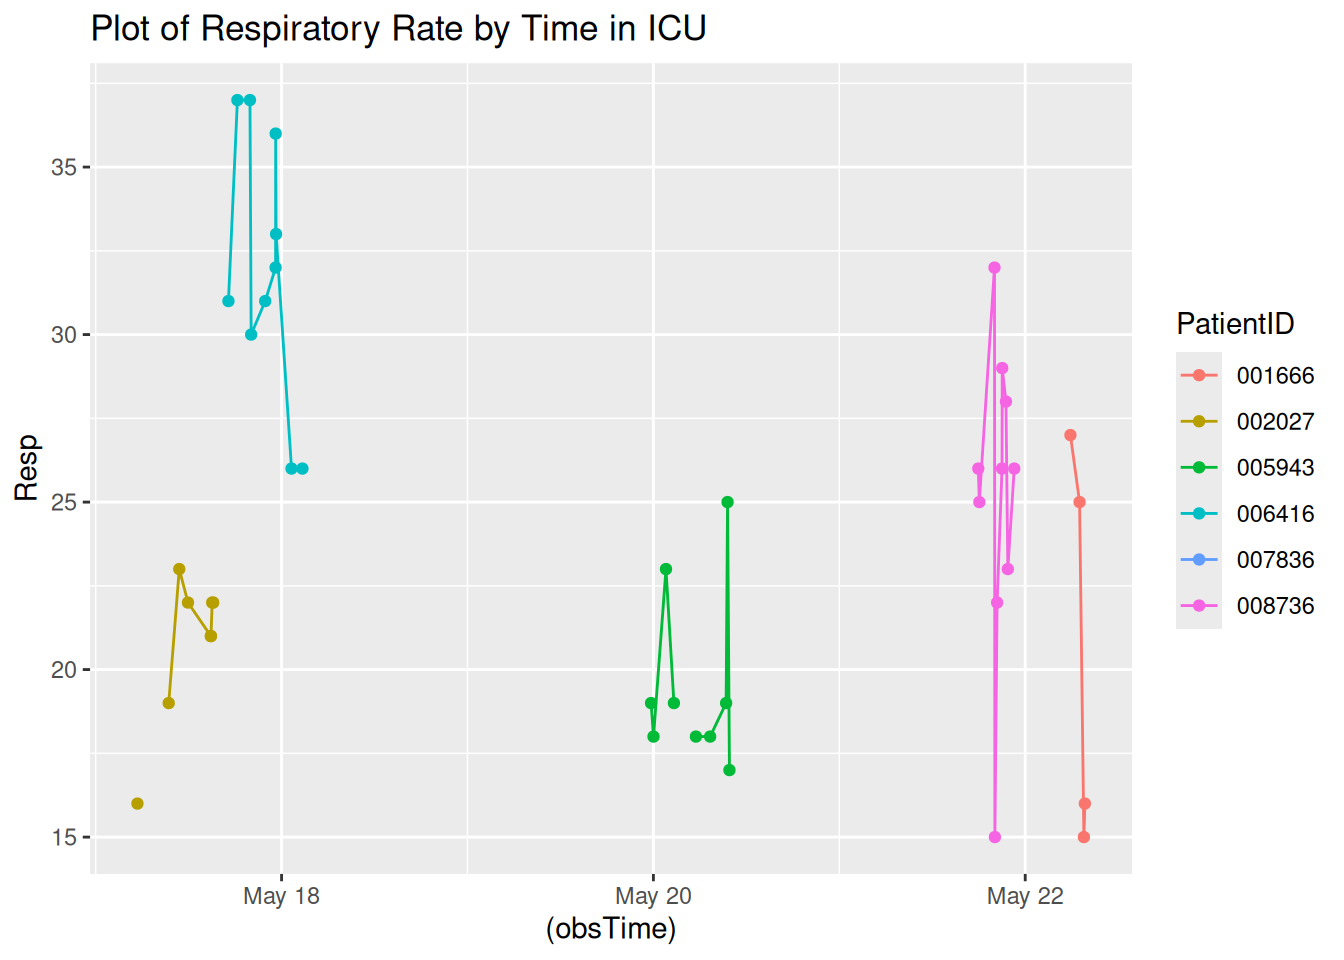 Plot of Respiratory Rate by Time in ICU
35
30
25
20
15
Resp
May 18
May 20
May 22
(obsTime)
PatientID
001666
002027
005943
006416
007836
008736